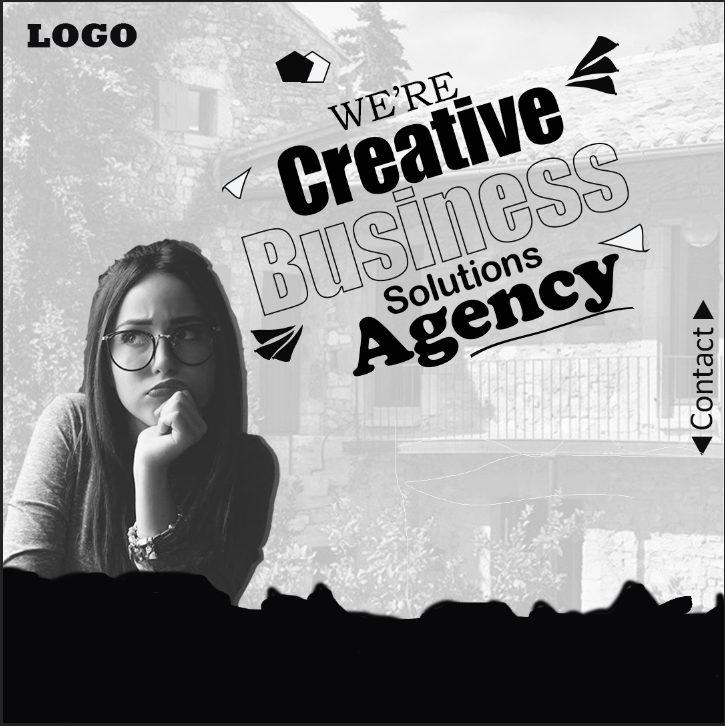 LOGO
WE'RE
Creative
Business
Solutions
Agency
Contact